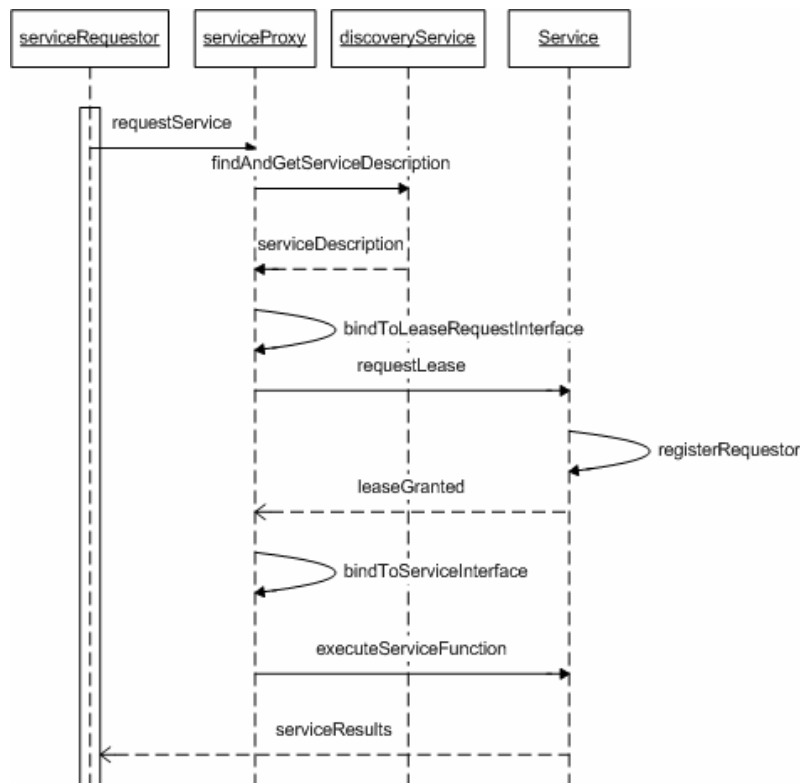 serviceRequestor serviceProxy discoveryService Service
requestService
findAndGetServiceDescription
serviceDescription
bindToLeaseRequestInterface
requestLease
registerRequestor
leaseGranted
bindToServiceInterface
executeServiceFunction
serviceResults